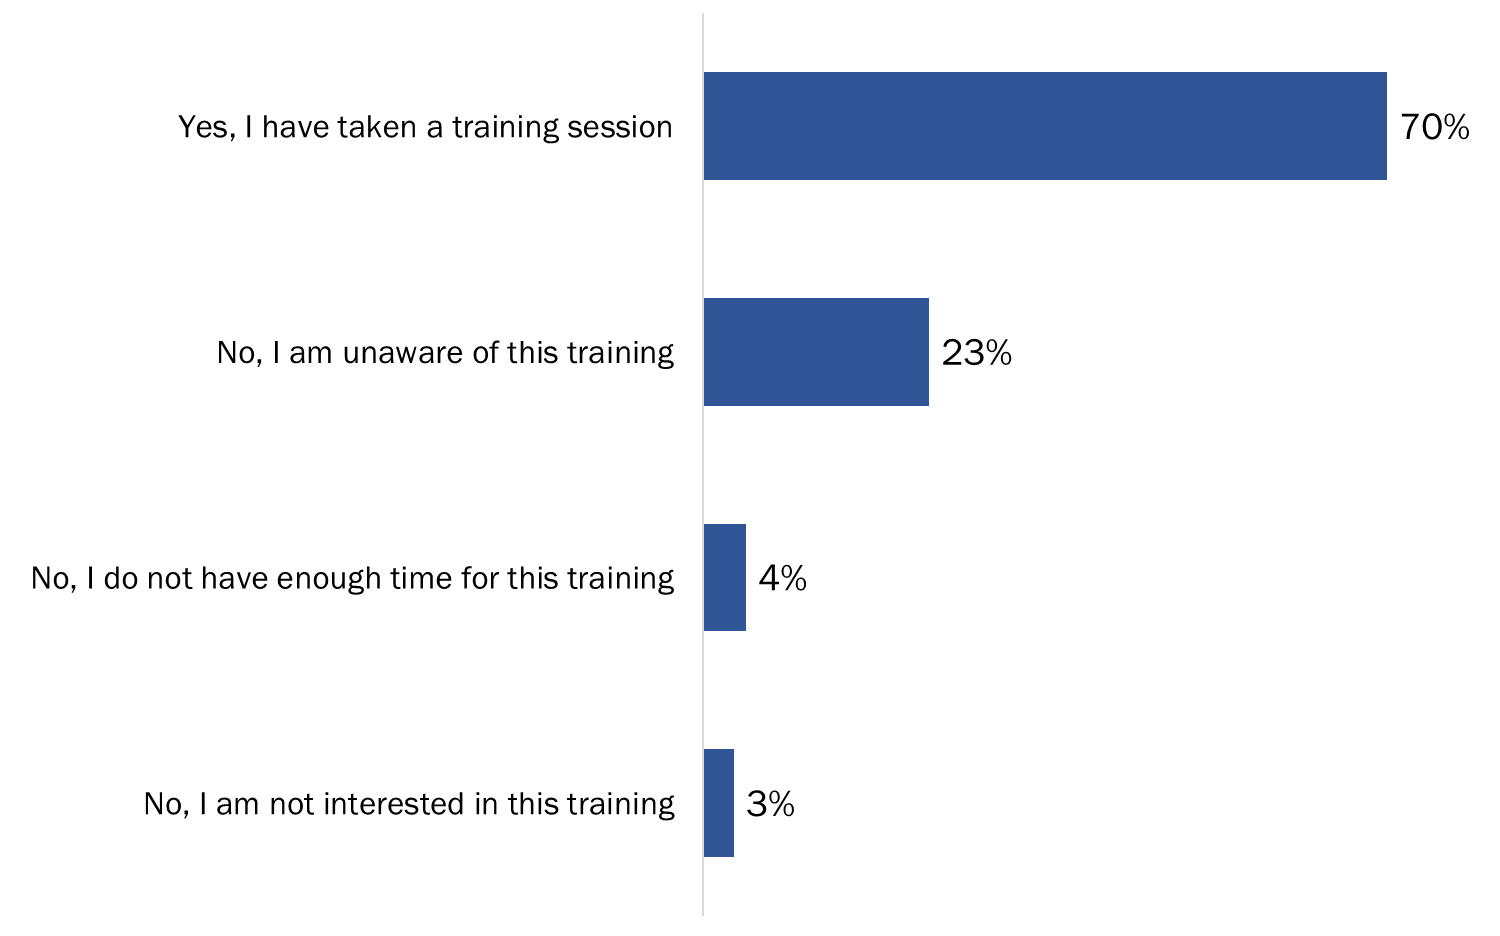 Yes, I have taken a training session 70%
No, I am unaware of this training 23%
No, I do not have enough time for this training 4%
No, I am not interested in this training 3%